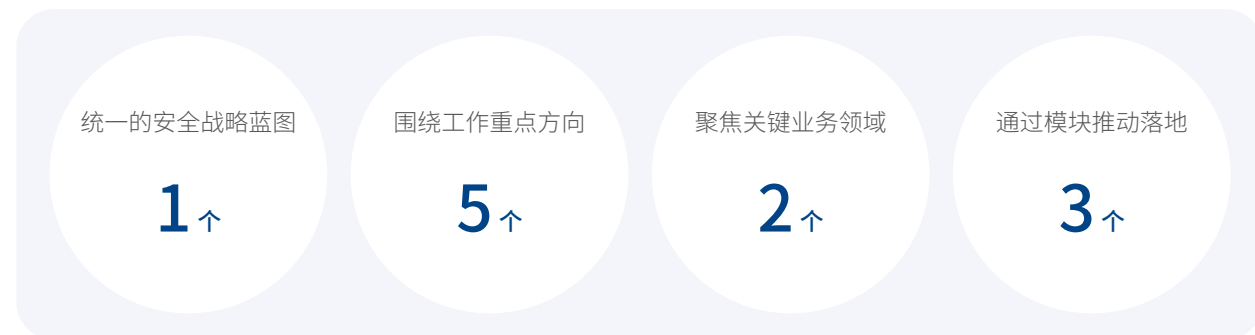 统一的安全战略蓝图
1个
围绕工作重点方向
5个
聚焦关键业务领域
2个
通过模块推动落地
3个